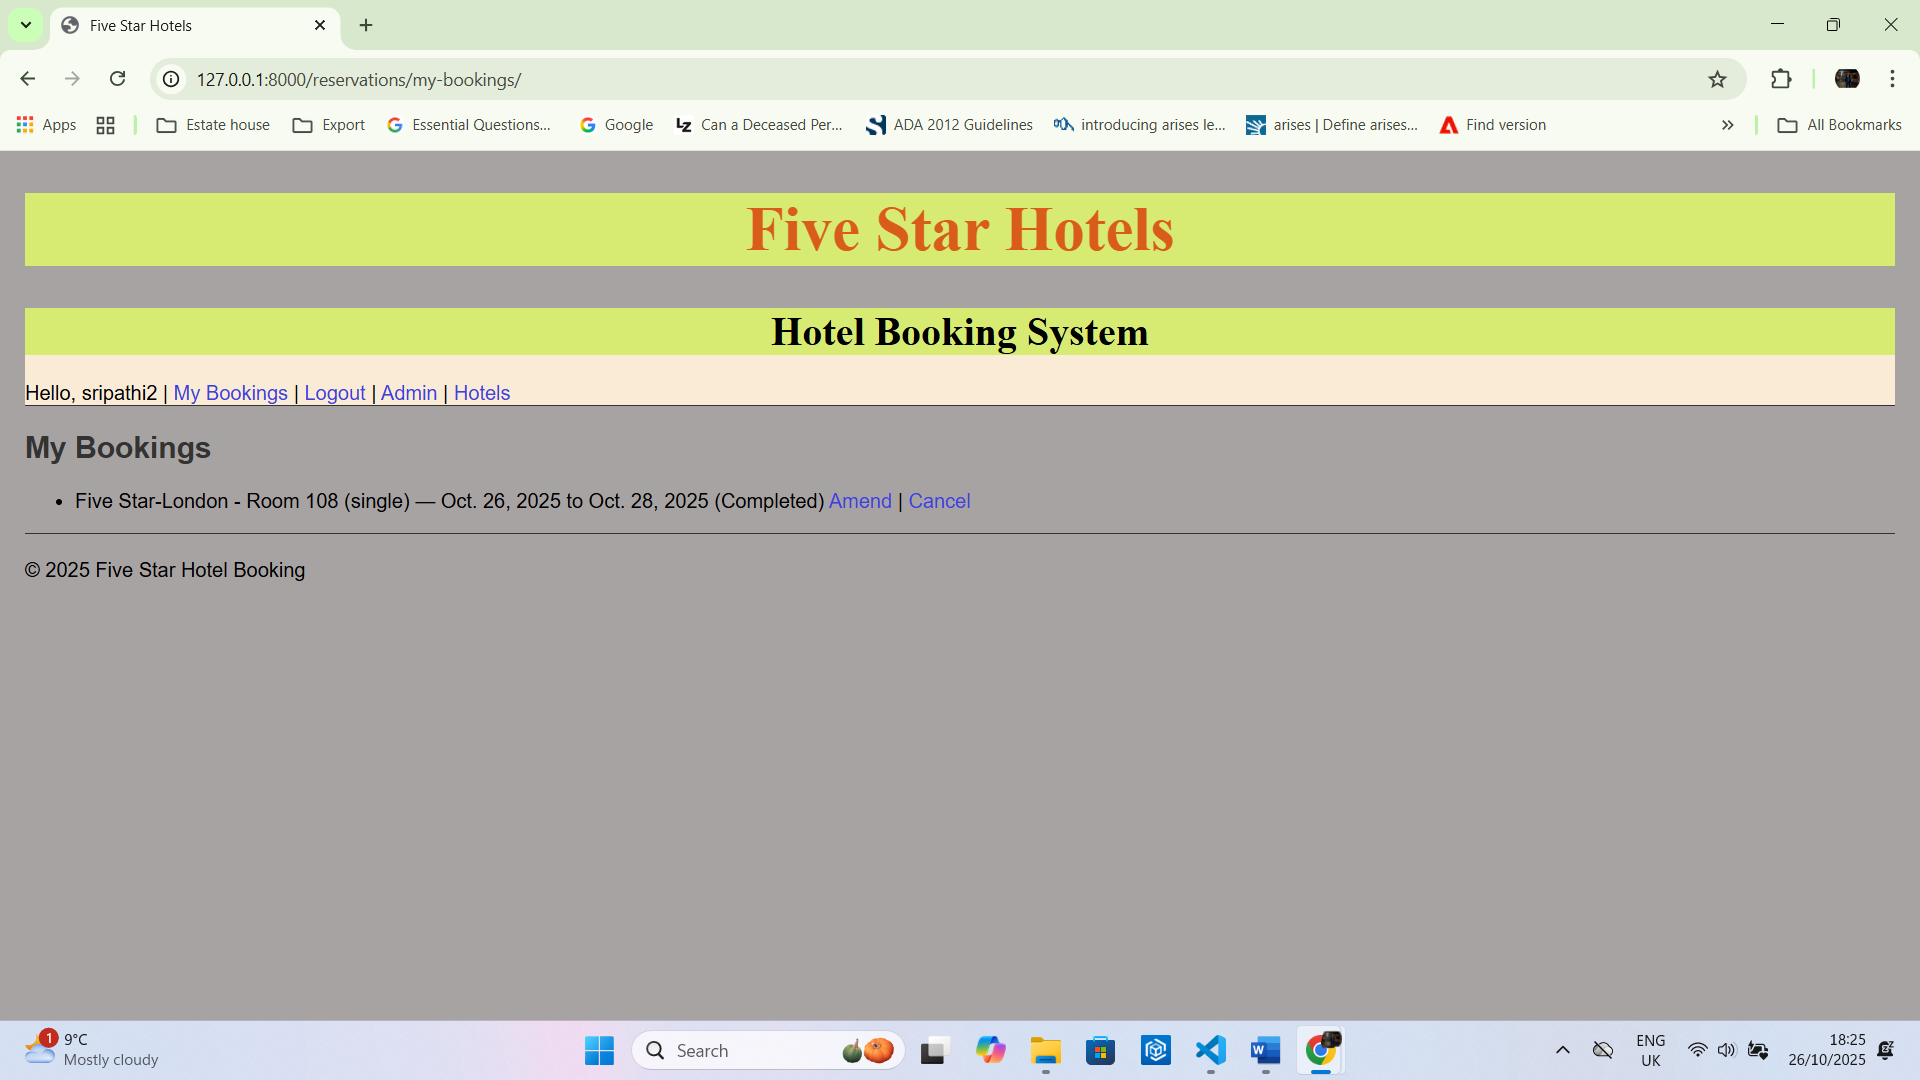 Five Star Hotels
127.0.0.1:8000/reservations/my-bookings/
Apps Estate house Export Essential Questions... Google Can a Deceased Per... ADA 2012 Guidelines introducing arises le... arises | Define arises... Find version » All Bookmarks
Five Star Hotels
Hotel Booking System
Hello, sripathi2 | My Bookings | Logout | Admin | Hotels
My Bookings
• Five Star-London - Room 108 (single) — Oct. 26, 2025 to Oct. 28, 2025 (Completed) Amend | Cancel
© 2025 Five Star Hotel Booking
1 9°C
Mostly cloudy
Search
ENG
UK
18:25
26/10/2025